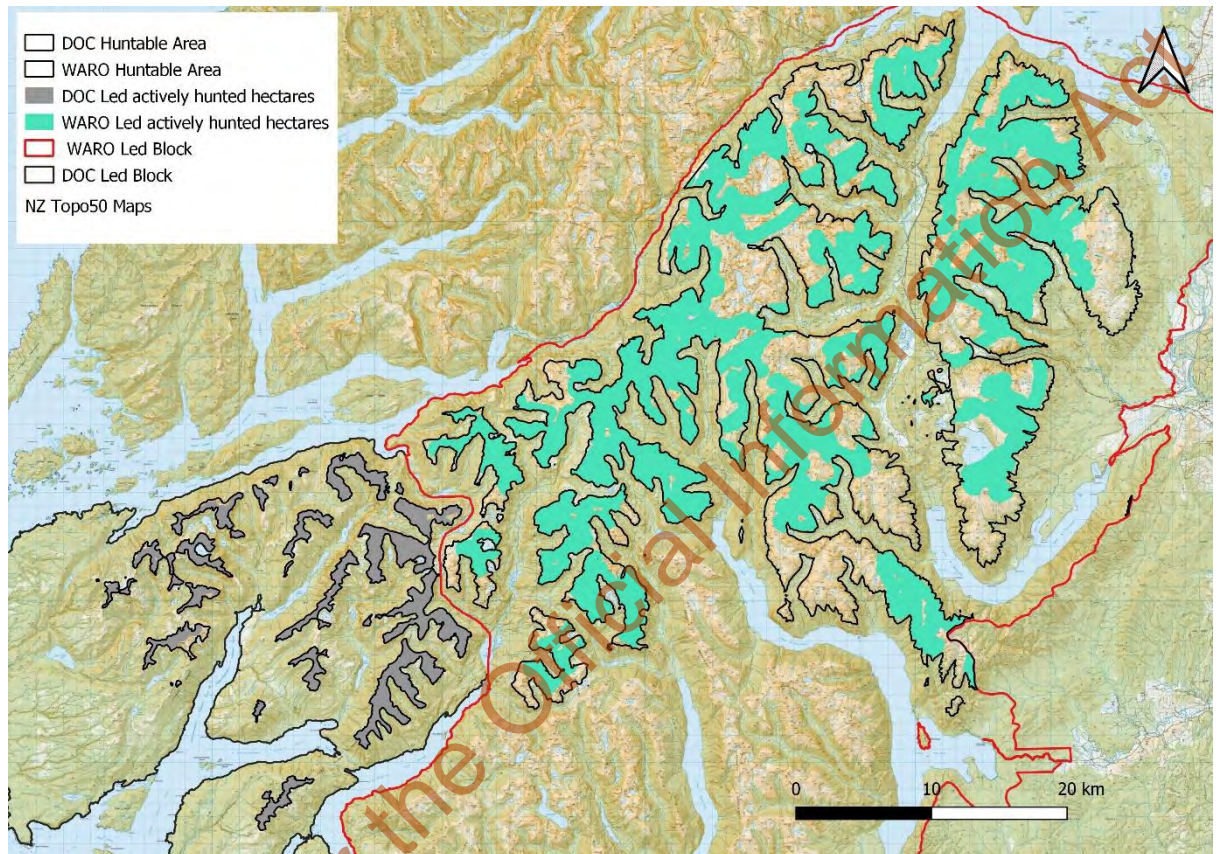 DOC Huntable Area
WARO Huntable Area
DOC Led actively hunted hectares
WARO Led actively hunted hectares
WARO Led Block
DOC Led Block
NZ Topo50 Maps
the Official Information Act
0 10 20 km